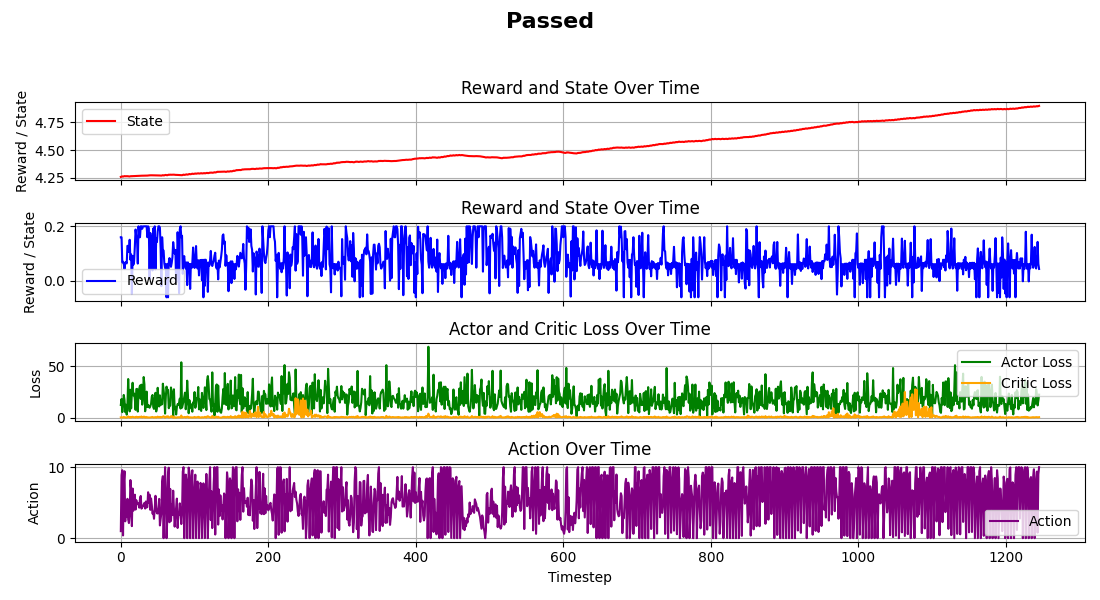 Passed
Reward and State Over Time
Reward / State
4.75
4.50
4.25
State
Reward and State Over Time
Reward / State
0.2
0.0
Reward
Actor and Critic Loss Over Time
Loss
50
0
Actor Loss
Critic Loss
Action Over Time
Action
10
0
Action
0 200 400 600 800 1000 1200
Timestep